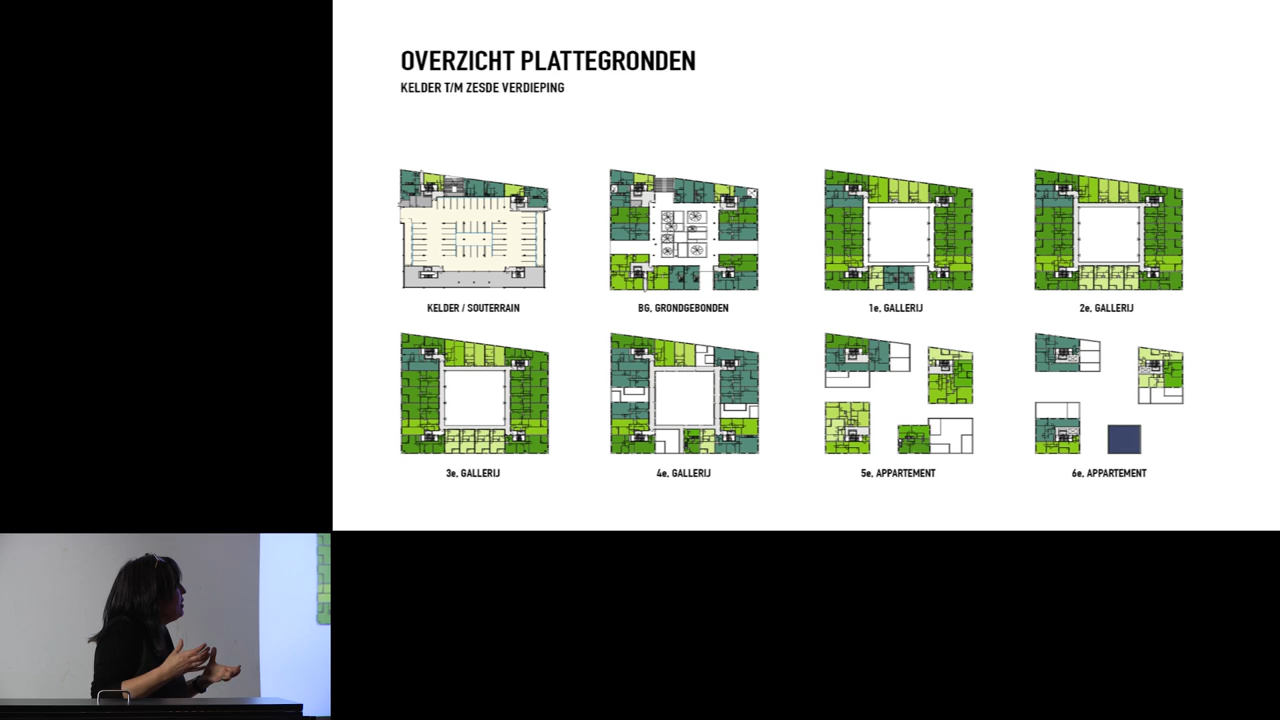 OVERZICHT PLATTEGRONDEN
KELDER T/M ZESDE VERDIEPING
KELDER / SOUTERRAIN
BG, GRONDGEBONDEN
1e, GALLERIJ
2e, GALLERIJ
3e, GALLERIJ
4e, GALLERIJ
5e, APPARTEMENT
6e, APPARTEMENT